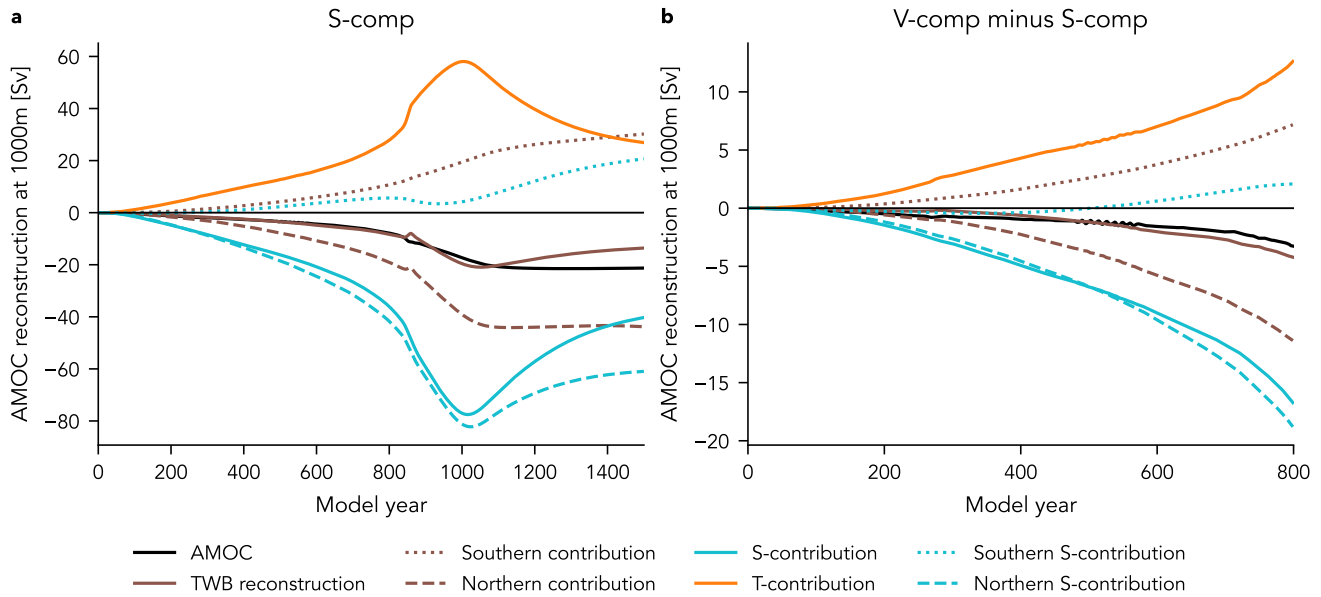 a
S-comp
AMOC reconstruction at 1000m [Sv]
60
40
20
0
−20
−40
−60
−80
0 200 400 600 800 1000 1200 1400
Model year
b
V-comp minus S-comp
AMOC reconstruction at 1000m [Sv]
10
5
0
−5
−10
−15
−20
0 200 400 600 800
Model year
AMOC Southern contribution S-contribution Southern S-contribution
TWB reconstruction Northern contribution T-contribution Northern S-contribution